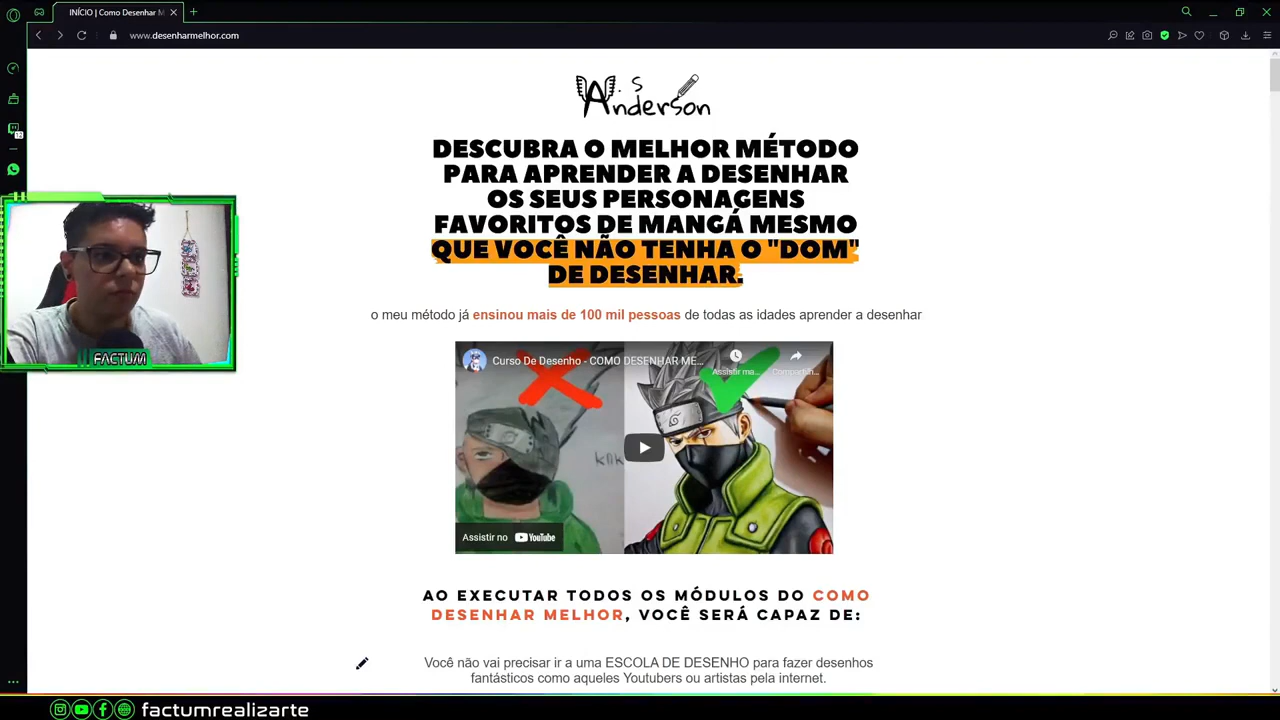 INÍCIO | Como Desenhar M
www.desenharmelhor.com
12
A. S
Anderson
DESCUBRA O MELHOR MÉTODO
PARA APRENDER A DESENHAR
OS SEUS PERSONAGENS
FAVORITOS DE MANGÁ MESMO
QUE VOCÊ NÃO TENHA O "DOM"
DE DESENHAR.
o meu método já ensinou mais de 100 mil pessoas de todas as idades aprender a desenhar
FACTUM
Curso De Desenho - COMO DESENHAR ME...
Assistir ma...
Compartilh...
Assistir no YouTube
AO EXECUTAR TODOS OS MÓDULOS DO COMO
DESENHAR MELHOR, VOCÊ SERÁ CAPAZ DE:
Você não vai precisar ir a uma ESCOLA DE DESENHO para fazer desenhos
fantásticos como aqueles Youtubers ou artistas pela internet.
factumrealizarte